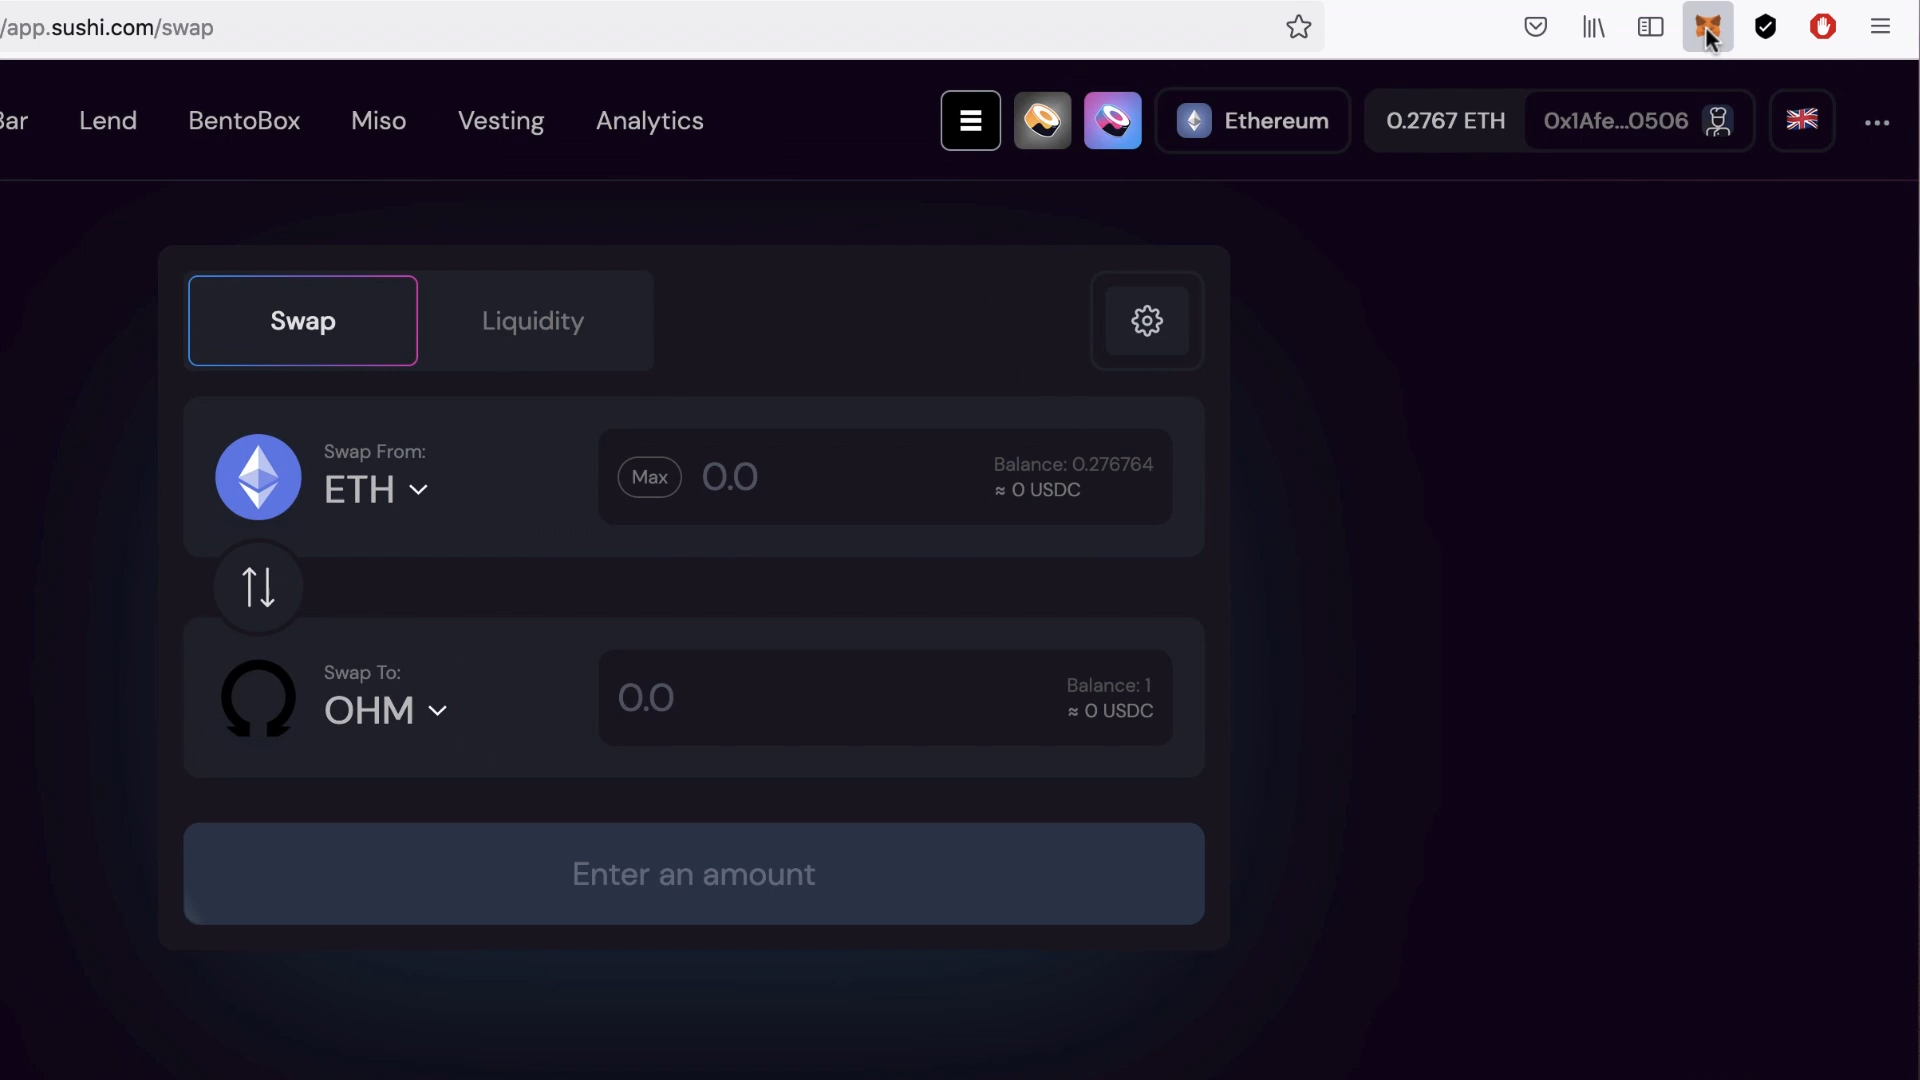 /app.sushi.com/swap
Bar
Lend
BentoBox
Miso
Vesting
Analytics
Ethereum
0.2767 ETH
0x1Afe...0506
Swap
Liquidity
Swap From:
ETH
Max
0.0
Balance: 0.276764
≈ 0 USDC
Swap To:
OHM
0.0
Balance: 1
≈ 0 USDC
Enter an amount